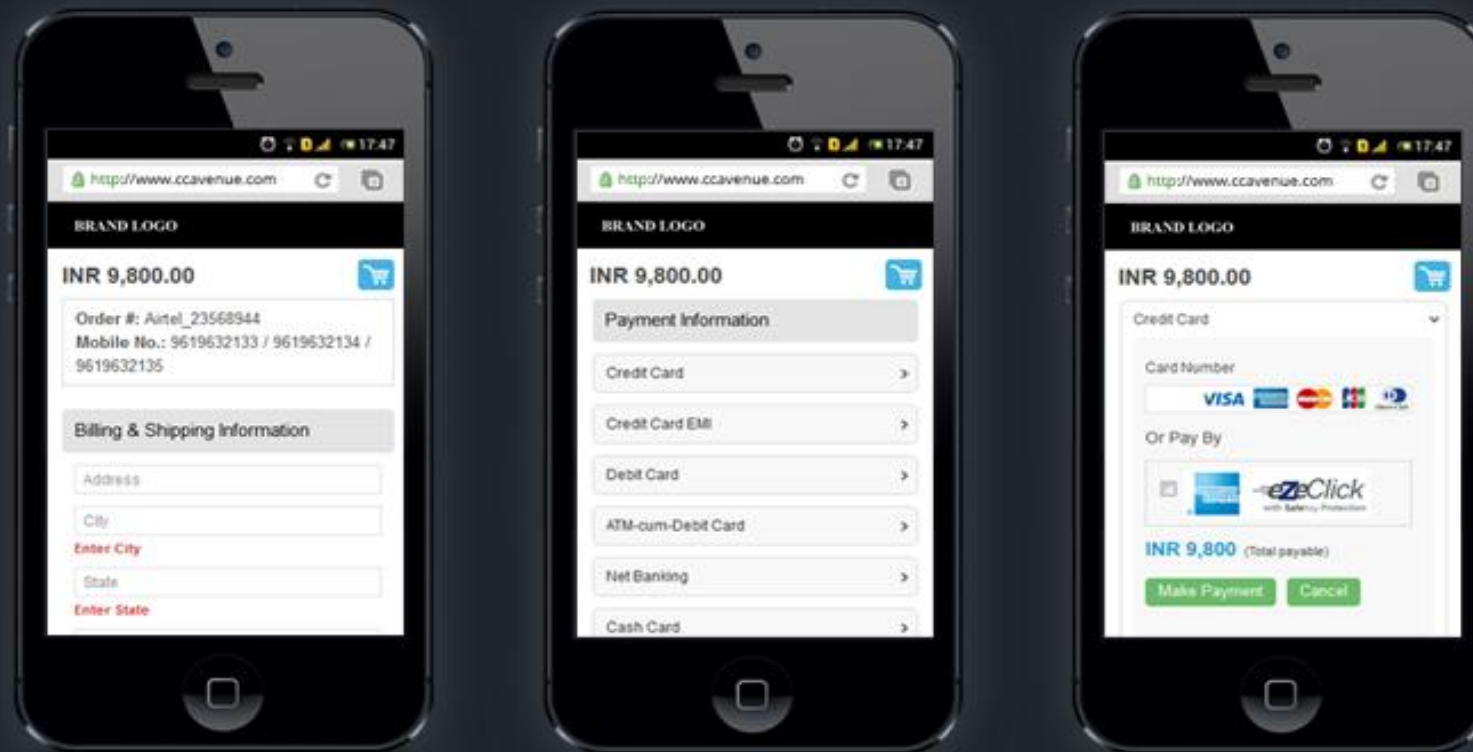 17:47
http://www.ccavenue.com
BRAND LOGO
INR 9,800.00
Order #: Airtel_23568944
Mobile No.: 9619632133 / 9619632134 /
9619632135
Billing & Shipping Information
Address
City
Enter City
State
Enter State
17:47
http://www.ccavenue.com
BRAND LOGO
INR 9,800.00
Payment Information
Credit Card
Credit Card EMI
Debit Card
ATM-cum-Debit Card
Net Banking
Cash Card
17:47
http://www.ccavenue.com
BRAND LOGO
INR 9,800.00
Credit Card
Card Number
VISA
Or Pay By
eZeClick
INR 9,800 (Total payable)
Make Payment Cancel